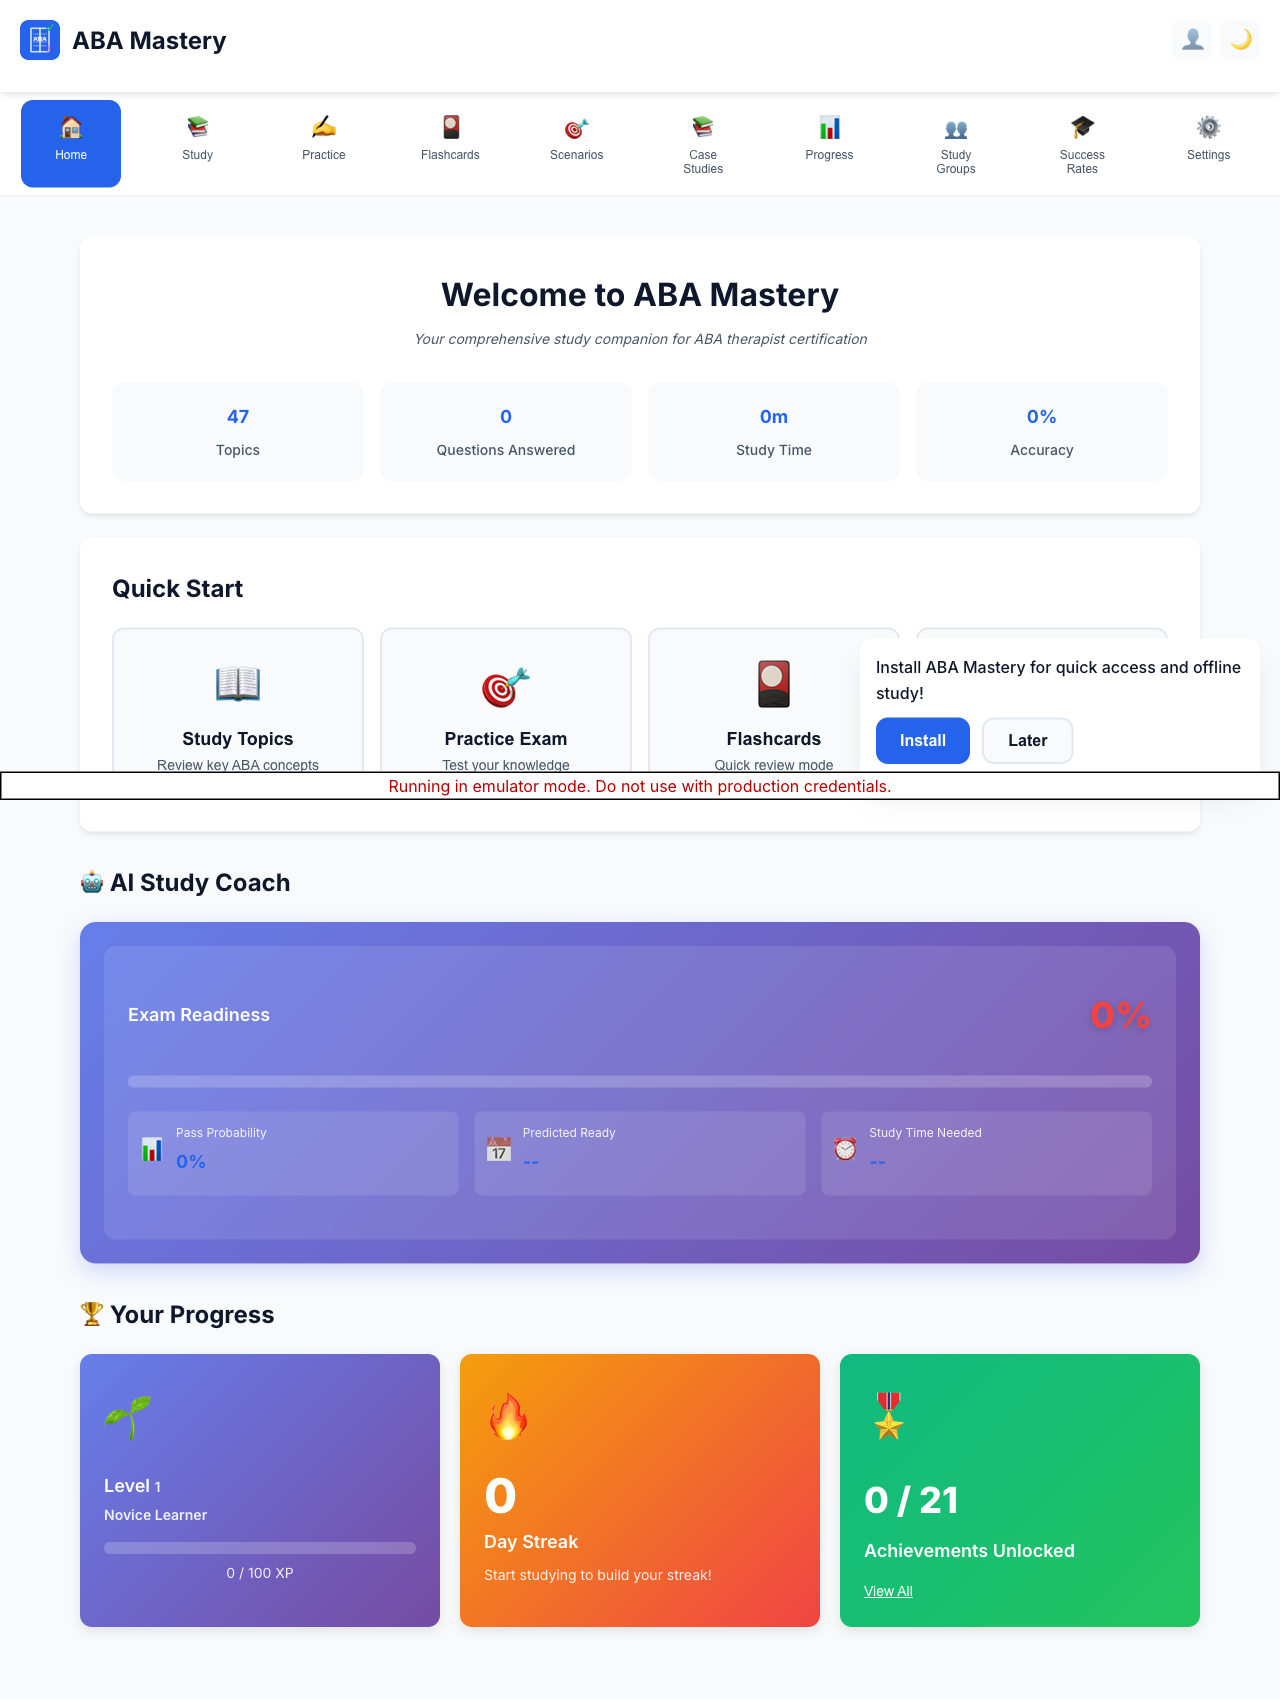 ABA
ABA Mastery
Home
Study
Practice
Flashcards
Scenarios
Case
Studies
Progress
Study
Groups
Success
Rates
Settings
Welcome to ABA Mastery
Your comprehensive study companion for ABA therapist certification
47
Topics
0
Questions Answered
0m
Study Time
0%
Accuracy
Quick Start
Study Topics
Review key ABA concepts
Practice Exam
Test your knowledge
Flashcards
Quick review mode
Install ABA Mastery for quick access and offline
study!
Install
Later
Running in emulator mode. Do not use with production credentials.
AI Study Coach
Exam Readiness
0%
Pass Probability
0%
17
Predicted Ready
--
Study Time Needed
--
Your Progress
Level 1
Novice Learner
0 / 100 XP
0
Day Streak
Start studying to build your streak!
0 / 21
Achievements Unlocked
View All